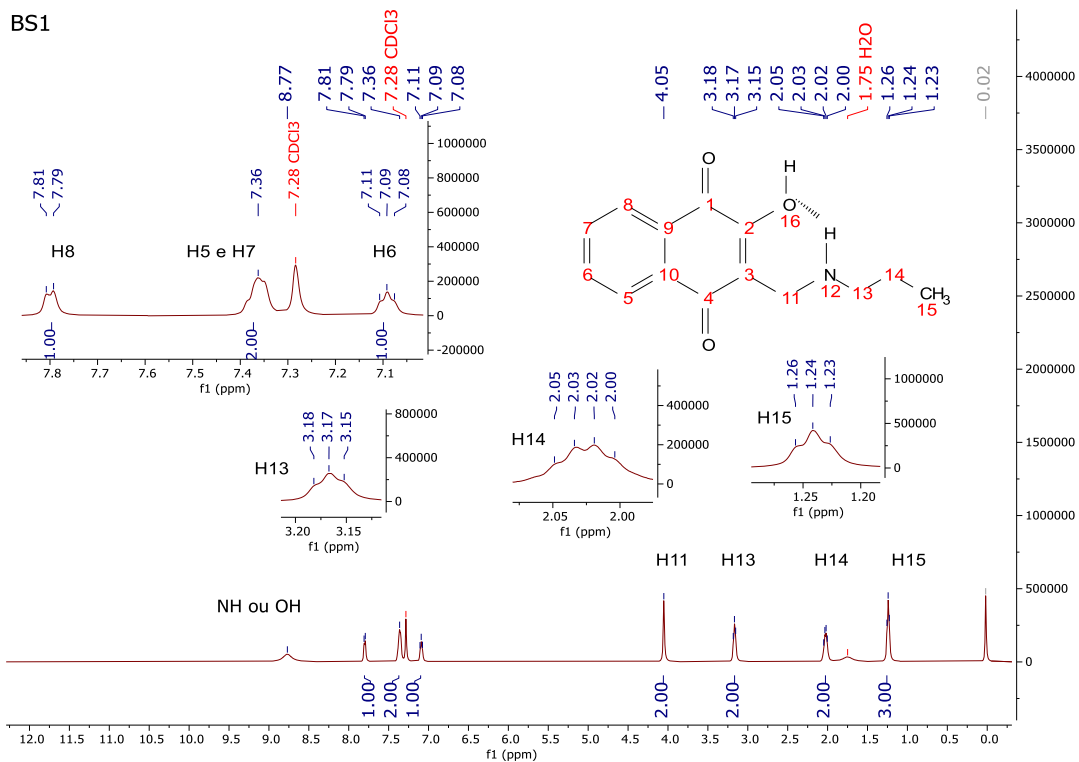 BS1
8.77
7.81
7.79
7.36
7.28 CDCl3
7.11
7.09
7.08
4.05
3.18
3.17
3.15
2.05
2.03
2.02
2.00
1.75 H2O
1.26
1.24
1.23
0.02
7.81
7.79
7.36
7.28 CDCl3
7.11
7.09
7.08
H8
H5 e H7
H6
1000000
800000
600000
400000
200000
0
-200000
1.00
2.00
1.00
7.8 7.7 7.6 7.5 7.4 7.3 7.2 7.1
f1 (ppm)
O H
O
16
8 1
7 9 2 H
6 10 3 N
5 4 11 12 13 14
15 CH3
O
3.18
3.17
3.15
H13
800000
400000
0
3.20 3.15
f1 (ppm)
2.05
2.03
2.02
2.00
H14
400000
200000
0
2.05 2.00
f1 (ppm)
1.26
1.24
1.23
H15
1000000
500000
0
1.25 1.20
f1 (ppm)
NH ou OH
H11
H13
H14
H15
1.00
2.00
1.00
2.00
2.00
2.00
3.00
4000000
3500000
3000000
2500000
2000000
1500000
1000000
500000
0
12.0 11.5 11.0 10.5 10.0 9.5 9.0 8.5 8.0 7.5 7.0 6.5 6.0 5.5 5.0 4.5 4.0 3.5 3.0 2.5 2.0 1.5 1.0 0.5 0.0
f1 (ppm)